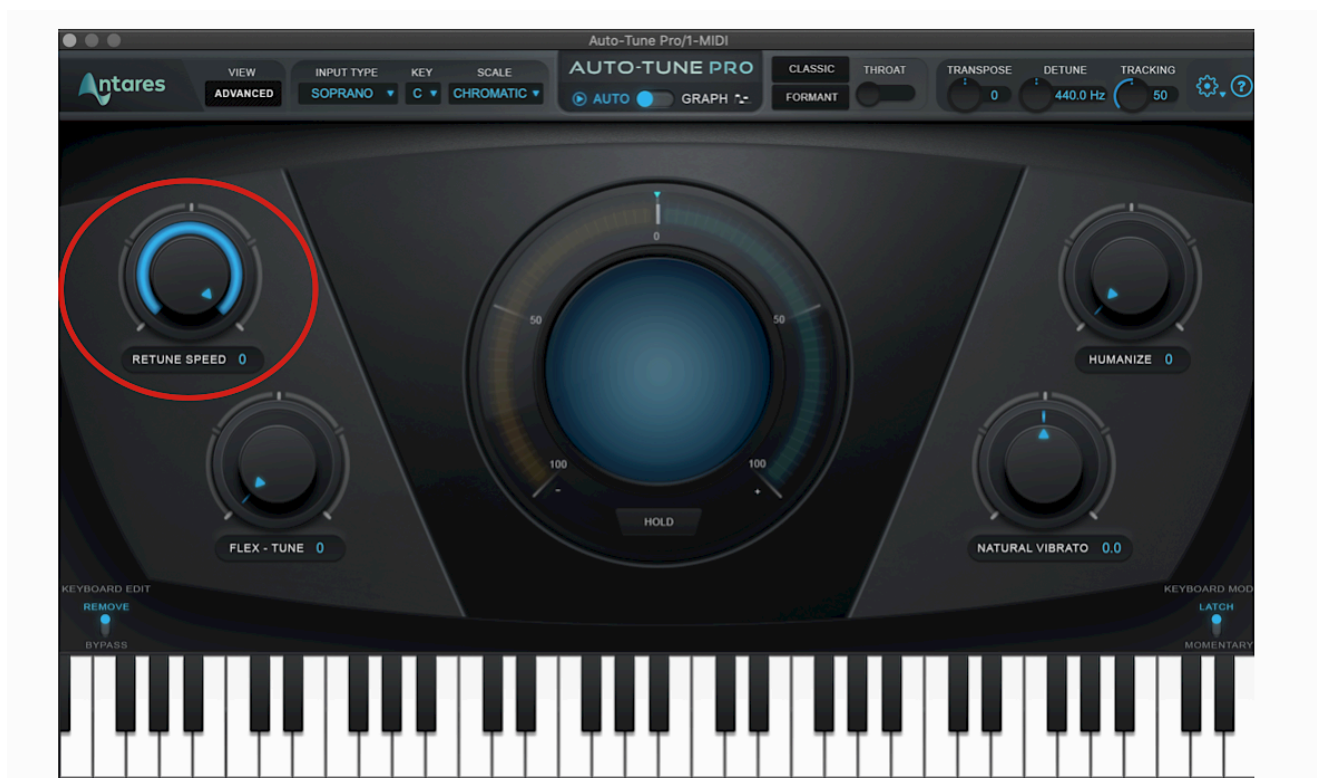 Auto-Tune Pro/1-MIDI
Antares
VIEW
ADVANCED
INPUT TYPE
SOPRANO
KEY
C
SCALE
CHROMATIC
AUTO-TUNE PRO
AUTO
GRAPH
CLASSIC
FORMANT
THROAT
TRANSPOSE
0
DETUNE
440.0 Hz
TRACKING
50
?
0
50
50
100
100
-
+
HOLD
RETUNE SPEED 0
FLEX - TUNE 0
HUMANIZE 0
NATURAL VIBRATO 0.0
KEYBOARD EDIT
REMOVE
BYPASS
KEYBOARD MOD
LATCH
MOMENTARY